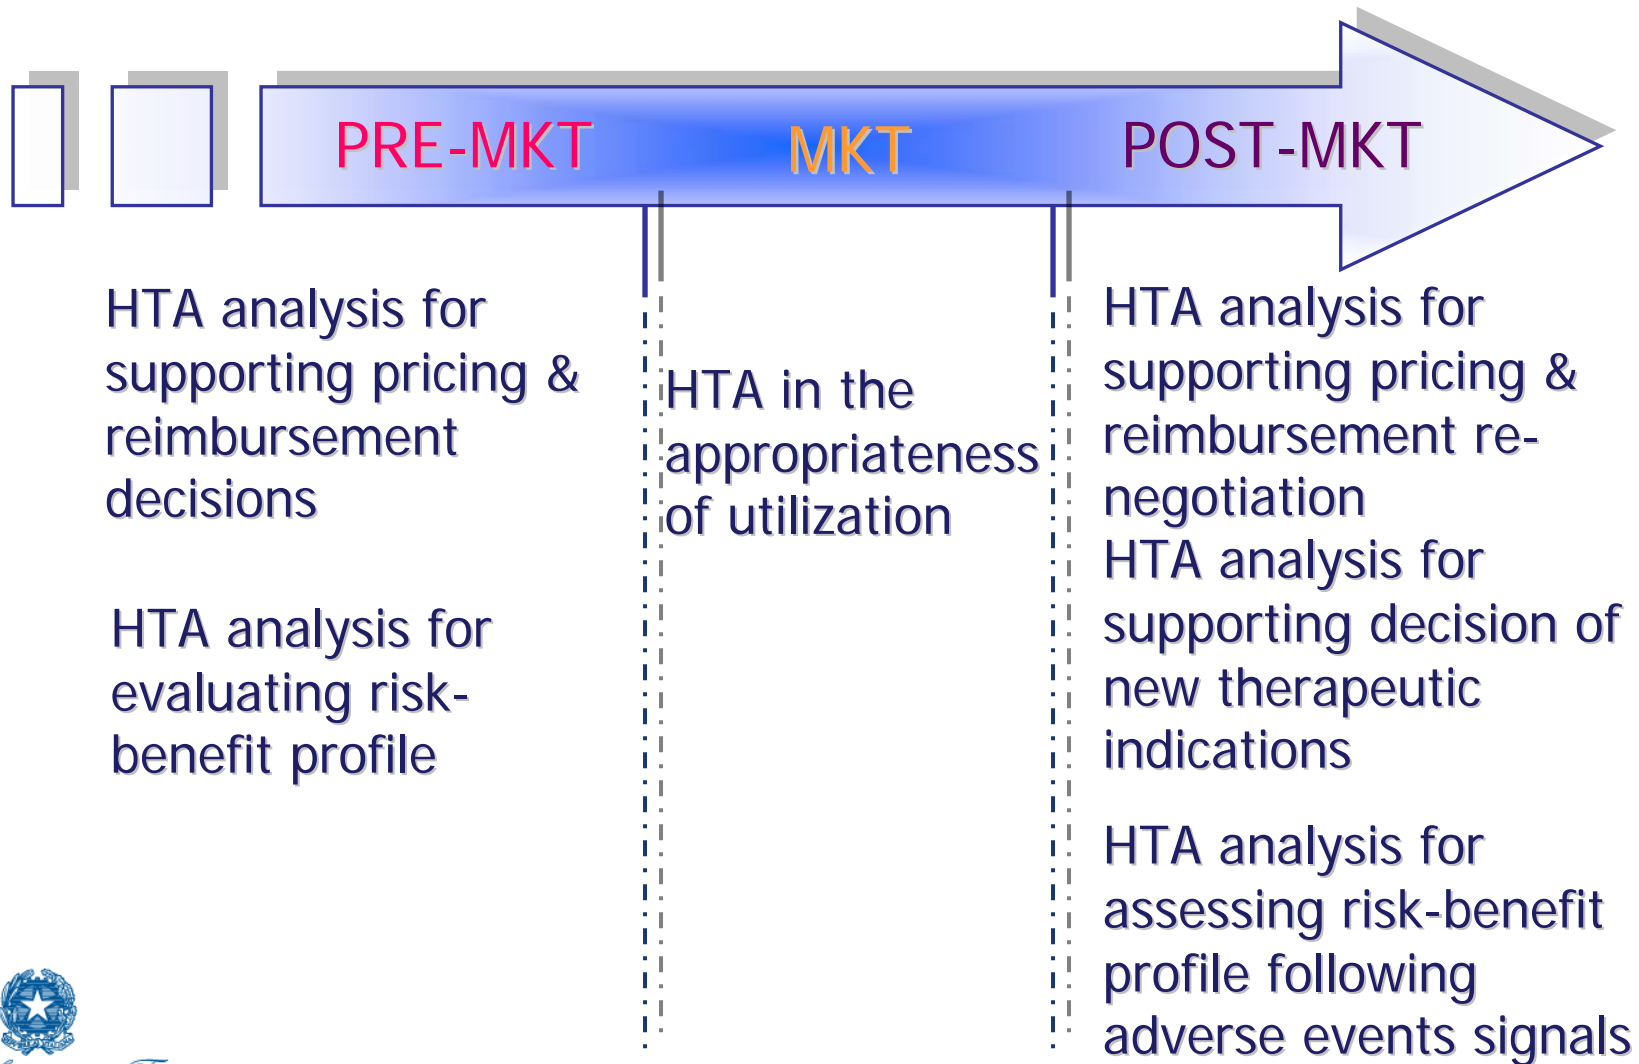 PRE-MKT
MKT
POST-MKT
HTA analysis for
supporting pricing &
reimbursement
decisions
HTA analysis for
evaluating risk-
benefit profile
HTA in the
appropriateness
of utilization
HTA analysis for
supporting pricing &
reimbursement re-
negotiation
HTA analysis for
supporting decision of
new therapeutic
indications
HTA analysis for
assessing risk-benefit
profile following
adverse events signals